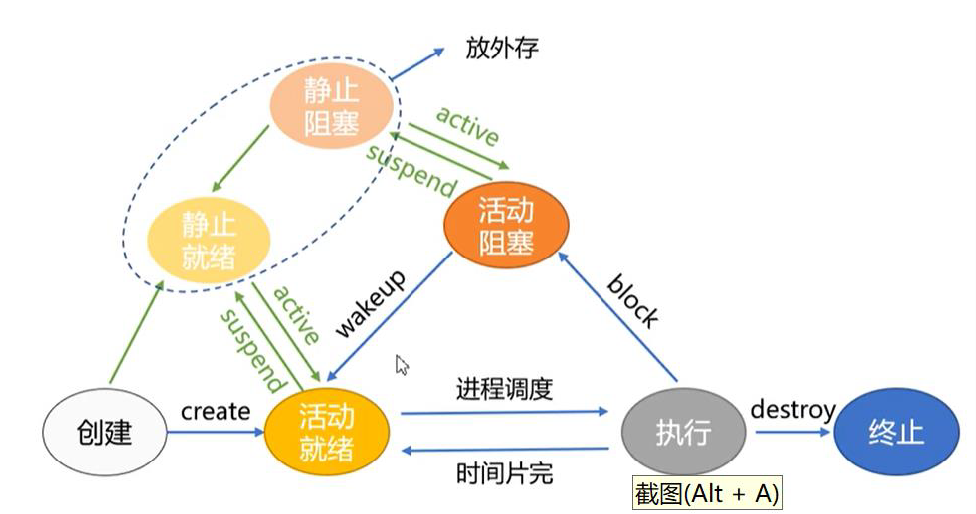 放外存
静止
阻塞
active
suspend
静止
就绪
活动
阻塞
active
suspend
wakeup
block
创建
create
活动
就绪
进程调度
时间片完
执行
destroy
终止
截图(Alt + A)